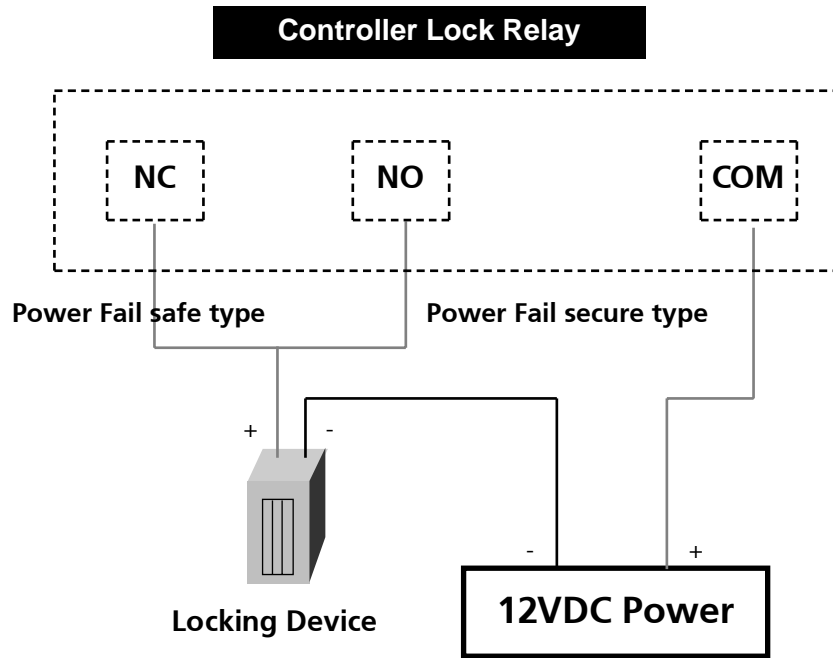 Controller Lock Relay
NC NO COM
Power Fail safe type Power Fail secure type
+ -
- +
12VDC Power
Locking Device